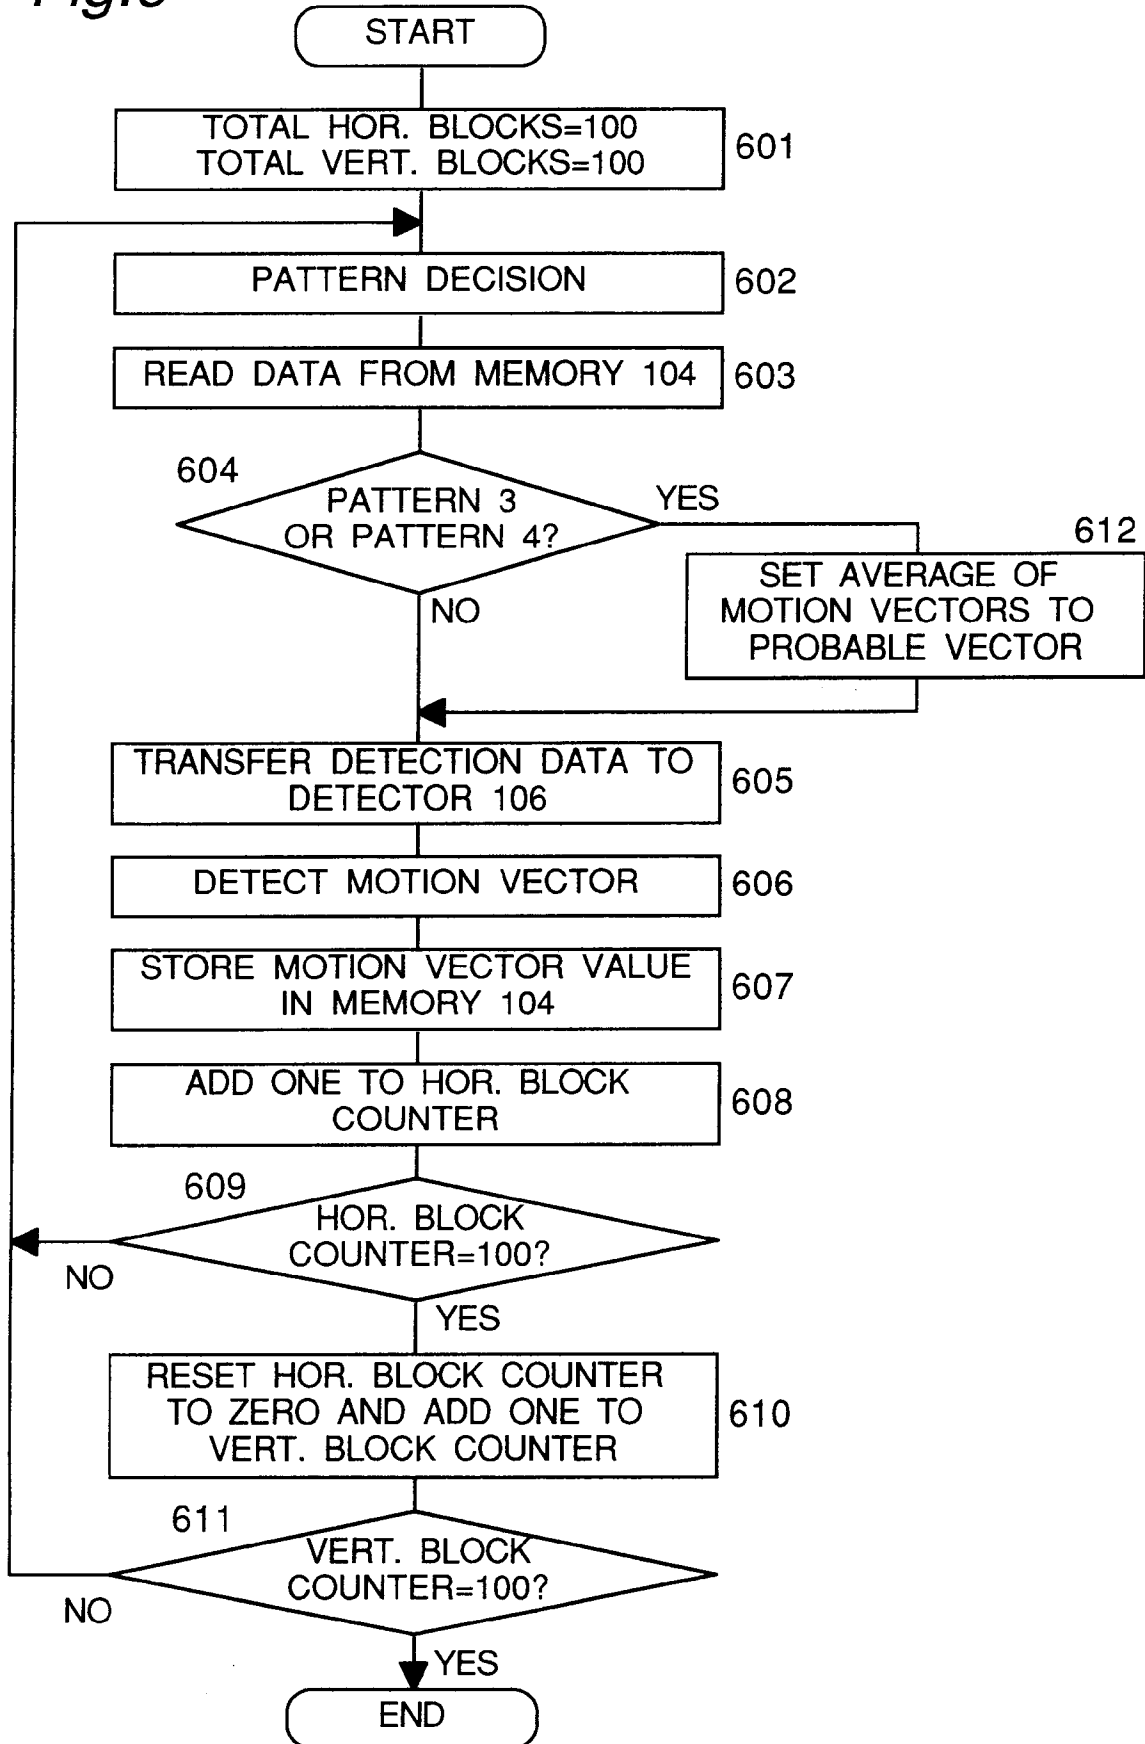 START
TOTAL HOR. BLOCKS=100
TOTAL VERT. BLOCKS=100
601
PATTERN DECISION
602
READ DATA FROM MEMORY 104
603
604
PATTERN 3
OR PATTERN 4?
YES
NO
612
SET AVERAGE OF
MOTION VECTORS TO
PROBABLE VECTOR
TRANSFER DETECTION DATA TO
DETECTOR 106
605
DETECT MOTION VECTOR
606
STORE MOTION VECTOR VALUE
IN MEMORY 104
607
ADD ONE TO HOR. BLOCK
COUNTER
608
609
HOR. BLOCK
COUNTER=100?
NO
YES
RESET HOR. BLOCK COUNTER
TO ZERO AND ADD ONE TO
VERT. BLOCK COUNTER
610
611
VERT. BLOCK
COUNTER=100?
NO
YES
END